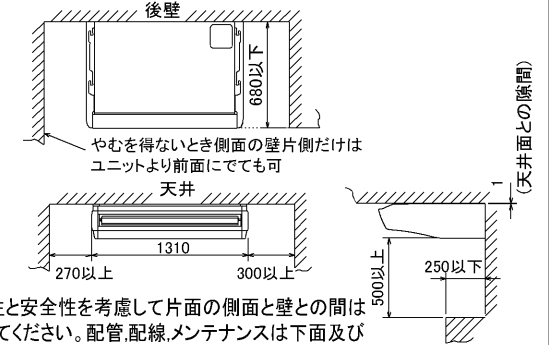 後壁
680以下
やむを得ないとき側面の壁片側だけは
ユニットより前面にでても可
天井
1310
270以上
300以上
1
(天井面との隙間)
500以上
250以下
と安全性を考慮して片面の側面と壁との間は
てください。配管,配線,メンテナンスは下面及び